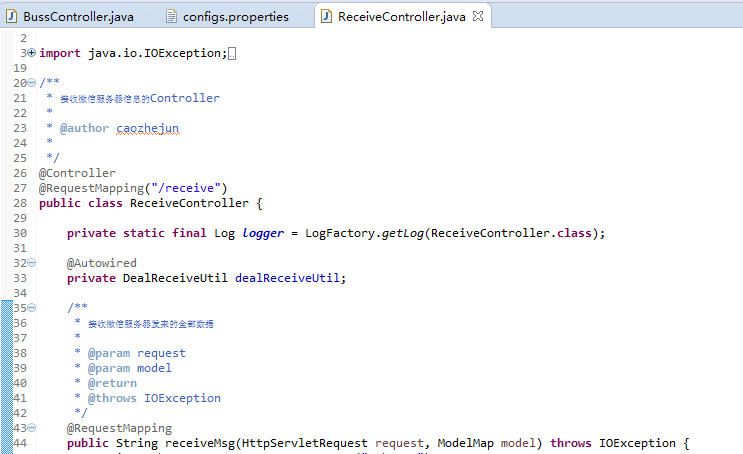 BussController.java configs.properties ReceiveController.java
2
3 import java.io.IOException;
19
20 /**
21 * 接收微信服务器信息的Controller
22 *
23 * @author caozhejun
24 *
25 */
26 @Controller
27 @RequestMapping("/receive")
28 public class ReceiveController {
29
30 private static final Log logger = LogFactory.getLog(ReceiveController.class);
31
32 @Autowired
33 private DealReceiveUtil dealReceiveUtil;
34
35 /**
36 * 接收微信服务器发来的全部数据
37 *
38 * @param request
39 * @param model
40 * @return
41 * @throws IOException
42 */
43 @RequestMapping
44 public String receiveMsg(HttpServletRequest request, ModelMap model) throws IOException {